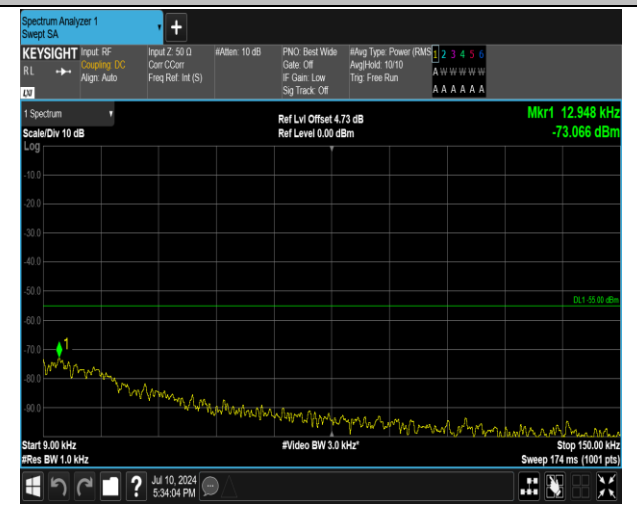 Spectrum Analyzer 1
Swept SA
+
KEYSIGHT
RL
LXI
Input: RF
Coupling: DC
Align: Auto
Input Z: 50 Ω
Corr CCorr
Freq Ref: Int (S)
#Atten: 10 dB
PNO: Best Wide
Gate: Off
IF Gain: Low
Sig Track: Off
#Avg Type: Power (RMS
Avg|Hold: 10/10
Trig: Free Run
1 2 3 4 5 6
A W W W W W
A A A A A A
1 Spectrum
Scale/Div 10 dB
Ref Lvl Offset 4.73 dB
Ref Level 0.00 dBm
Mkr1 12.948 kHz
-73.066 dBm
Log
-10.0
-20.0
-30.0
-40.0
-50.0
DL1 -55.00 dBm
-60.0
-70.0
1
-80.0
-90.0
Start 9.00 kHz
#Video BW 3.0 kHz*
Stop 150.00 kHz
#Res BW 1.0 kHz
Sweep 174 ms (1001 pts)
?
Jul 10, 2024
5:34:04 PM